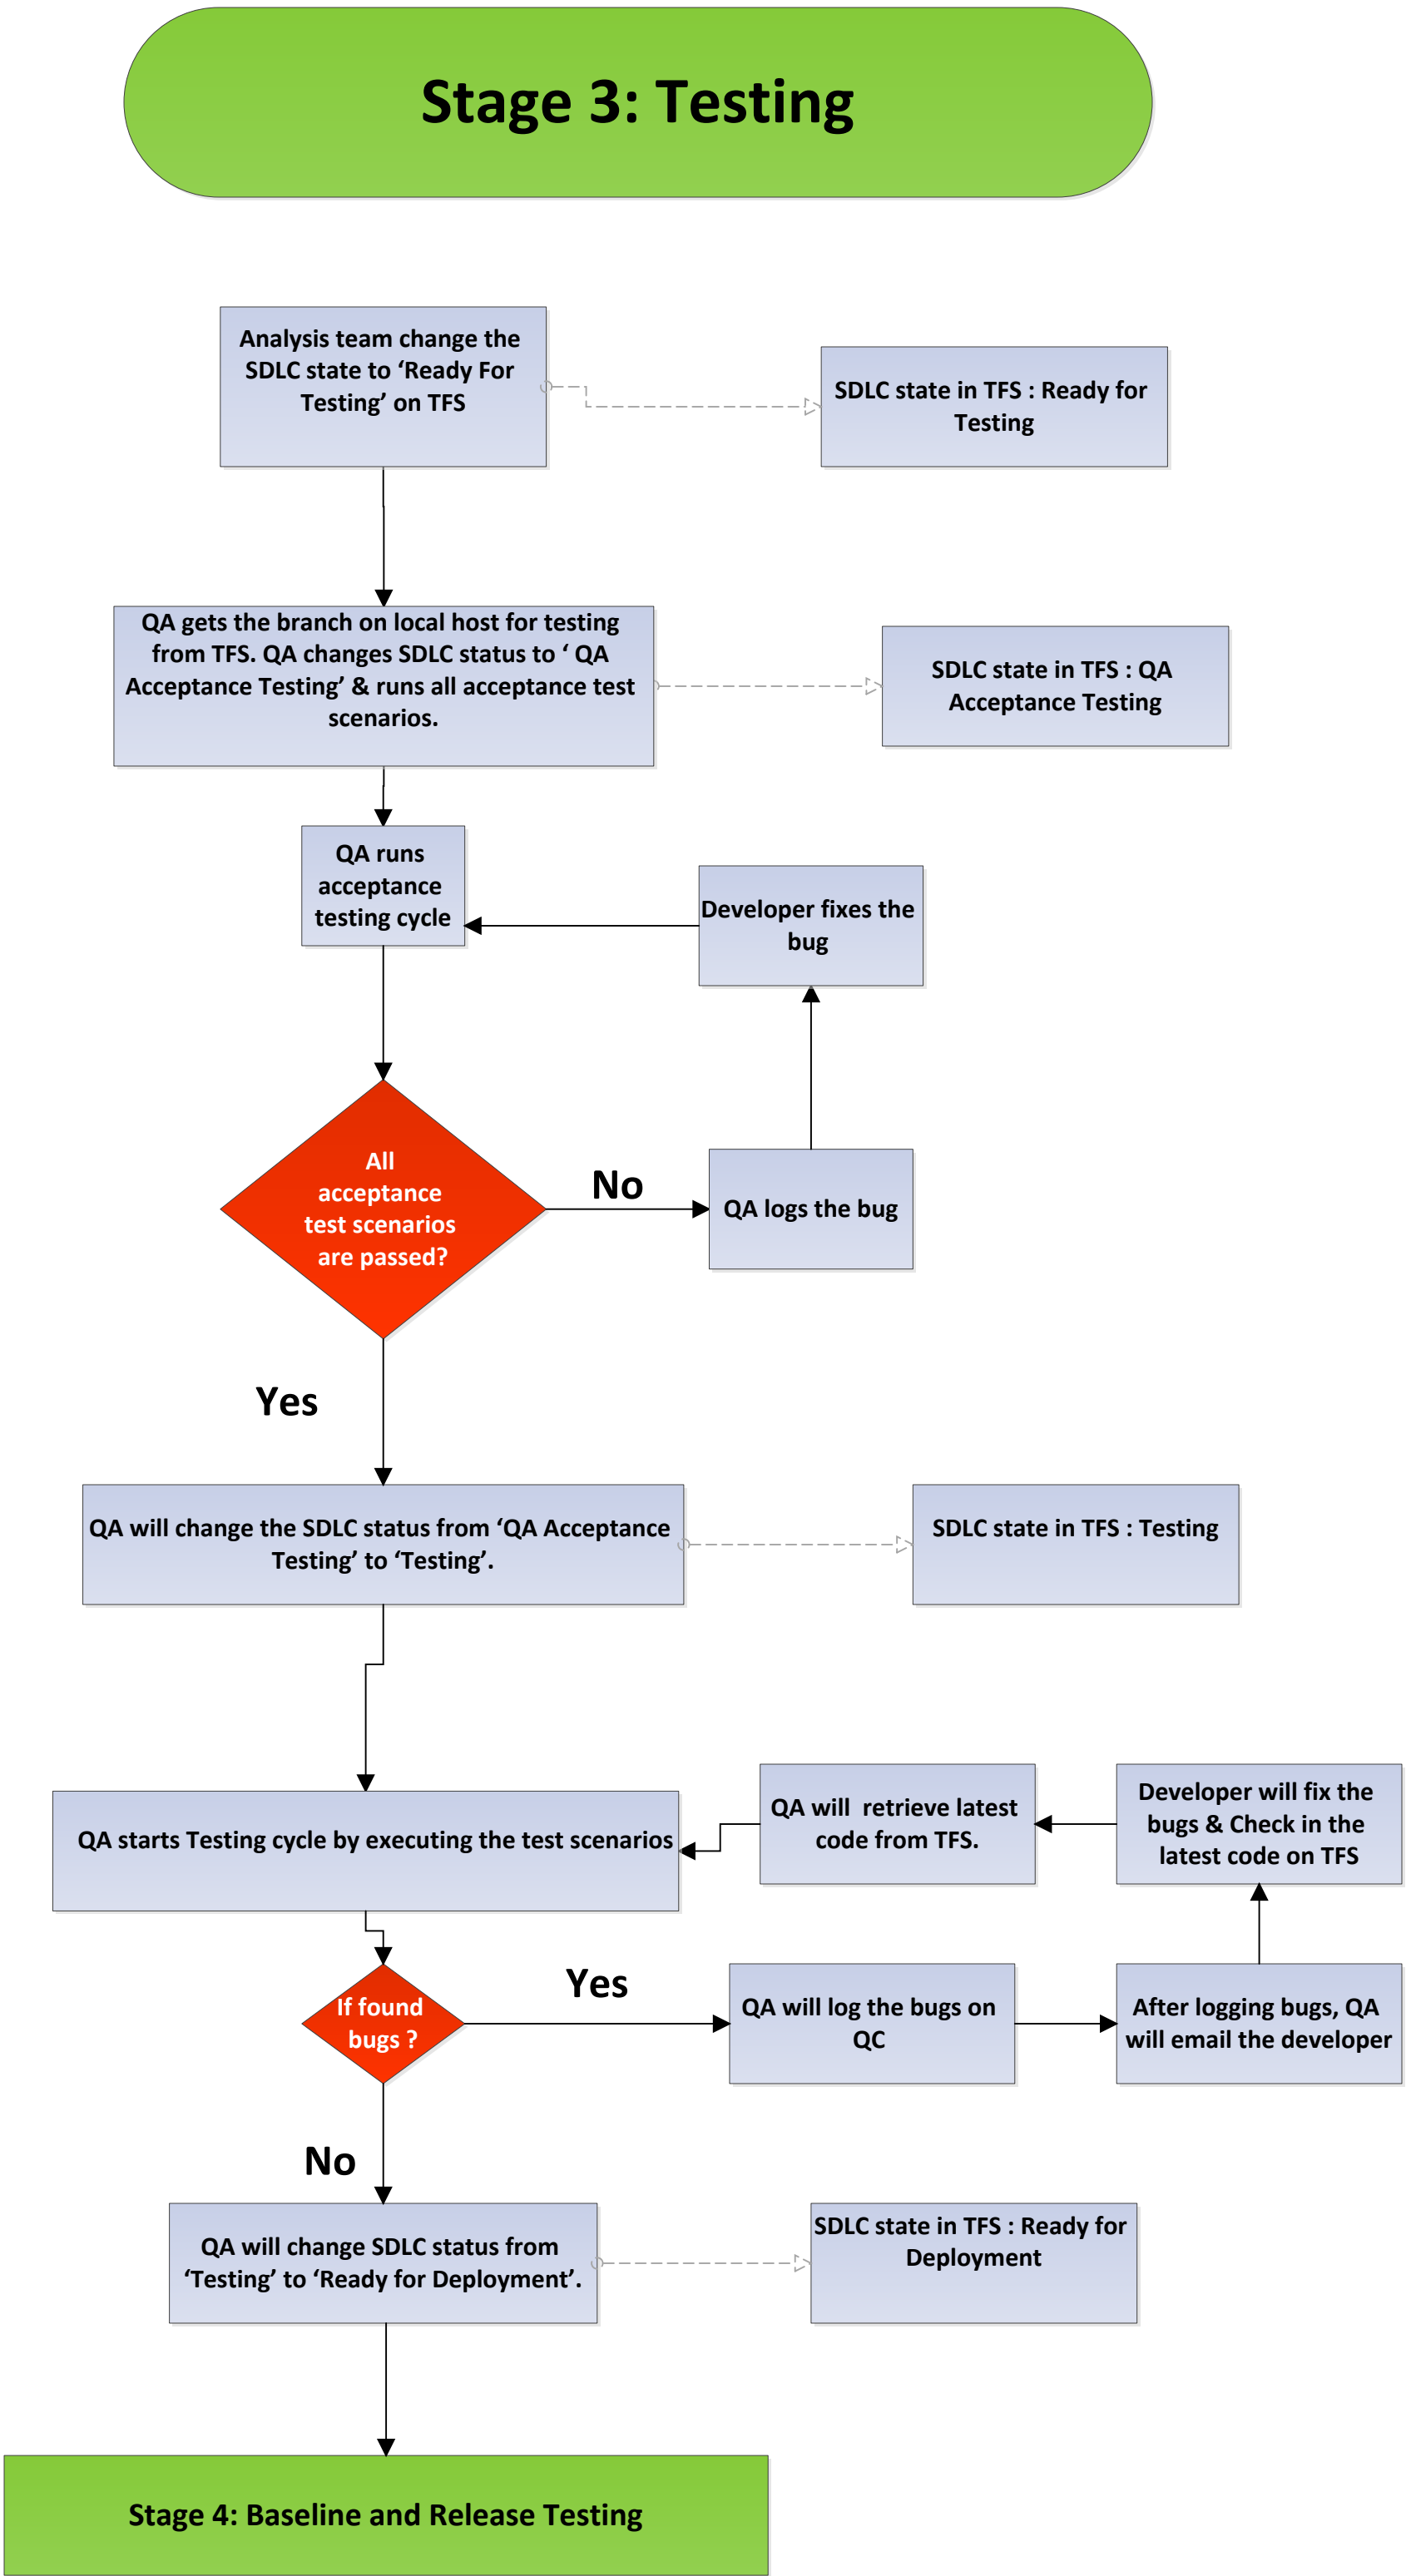 Stage 3: Testing
Analysis team change the
SDLC state to ‘Ready For
Testing’ on TFS
SDLC state in TFS : Ready for
Testing
QA gets the branch on local host for testing
from TFS. QA changes SDLC status to ‘ QA
Acceptance Testing’ & runs all acceptance test
scenarios.
SDLC state in TFS : QA
Acceptance Testing
QA runs
acceptance
testing cycle
Developer fixes the
bug
All
acceptance
test scenarios
are passed?
No
QA logs the bug
Yes
QA will change the SDLC status from ‘QA Acceptance
Testing’ to ‘Testing’.
SDLC state in TFS : Testing
QA starts Testing cycle by executing the test scenarios
QA will  retrieve latest
code from TFS.
Developer will fix the
bugs & Check in the
latest code on TFS
If found
bugs ?
Yes
QA will log the bugs on
QC
After logging bugs, QA
will email the developer
No
QA will change SDLC status from
‘Testing’ to ‘Ready for Deployment’.
SDLC state in TFS : Ready for
Deployment
Stage 4: Baseline and Release Testing